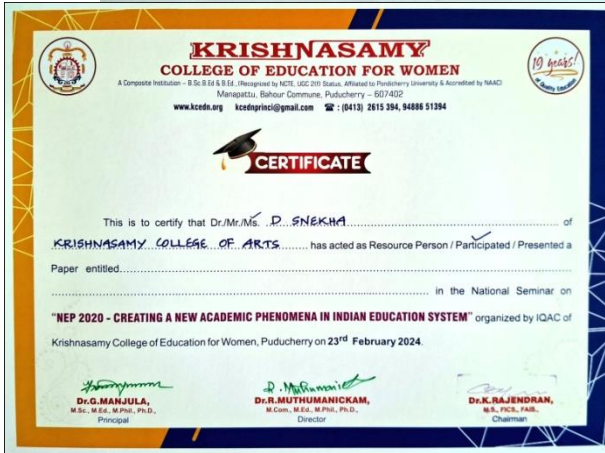 KRISHNASAMY
COLLEGE OF EDUCATION FOR WOMEN
A Composite Institution - B.Sc B.Ed & B.Ed., (Recognized by NCTE, UGC 2(f) Status, Affiliated to Pondicherry University & Accredited by NAAC)
Manapattu, Bahour Commune, Puducherry - 607402
www.kcedn.org kcednprinci@gmail.com ☎ : (0413) 2615 394, 94886 51394
19 years!
of Quality Education
CERTIFICATE
This is to certify that Dr./Mr./Ms. D SNEKHA of
KRISHNASAMY COLLEGE OF ARTS has acted as Resource Person / Participated / Presented a
Paper entitled
in the National Seminar on
"NEP 2020 - CREATING A NEW ACADEMIC PHENOMENA IN INDIAN EDUCATION SYSTEM" organized by IQAC of
Krishnasamy College of Education for Women, Puducherry on 23rd February 2024.
R. Muthumanick
Dr.G.MANJULA,
M.Sc., M.Ed., M.Phil., Ph.D.,
Principal
Dr.R.MUTHUMANICKAM,
M.Com., M.Ed., M.Phil., Ph.D.,
Director
Dr.K.RAJENDRAN,
M.S., FICS., FAIS.,
Chairman